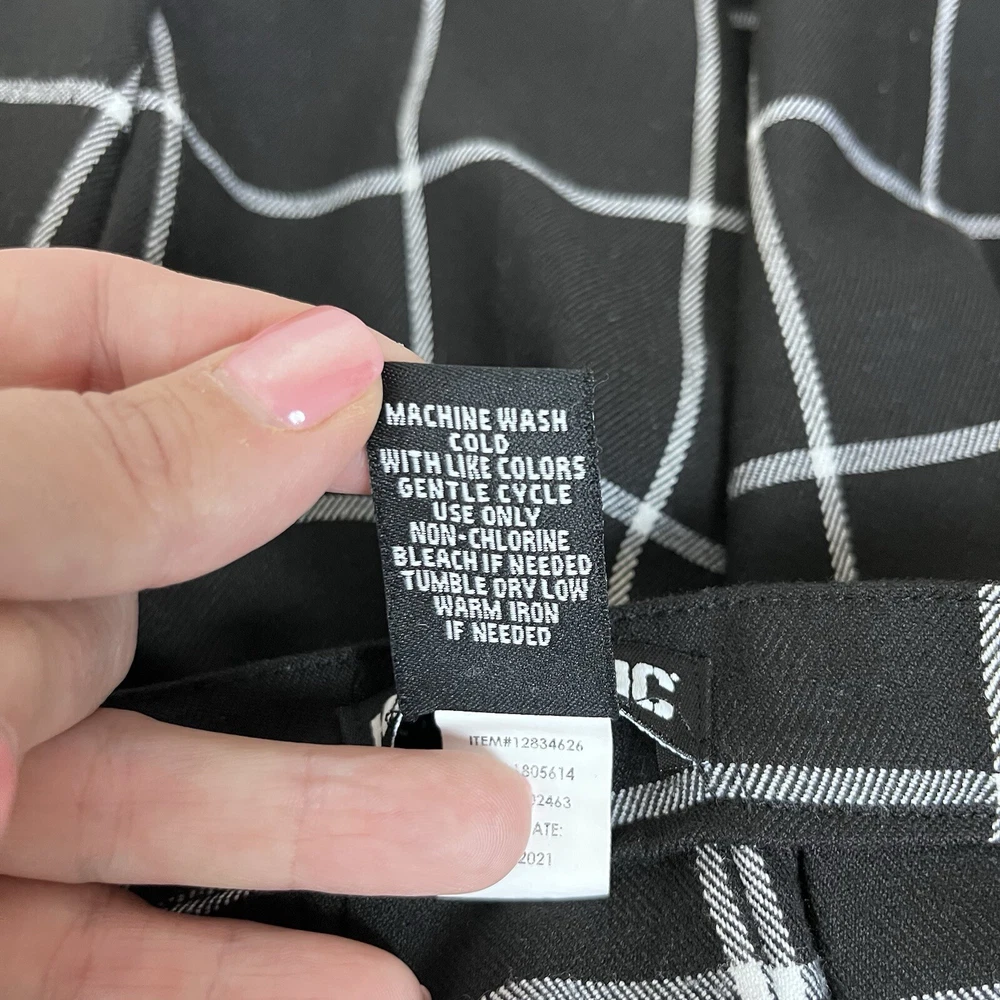 MACHINE WASH
COLD
WITH LIKE COLORS
GENTLE CYCLE
USE ONLY
NON-CHLORINE
BLEACH IF NEEDED
TUMBLE DRY LOW
WARM IRON
IF NEEDED
ITEM#12834626
2021